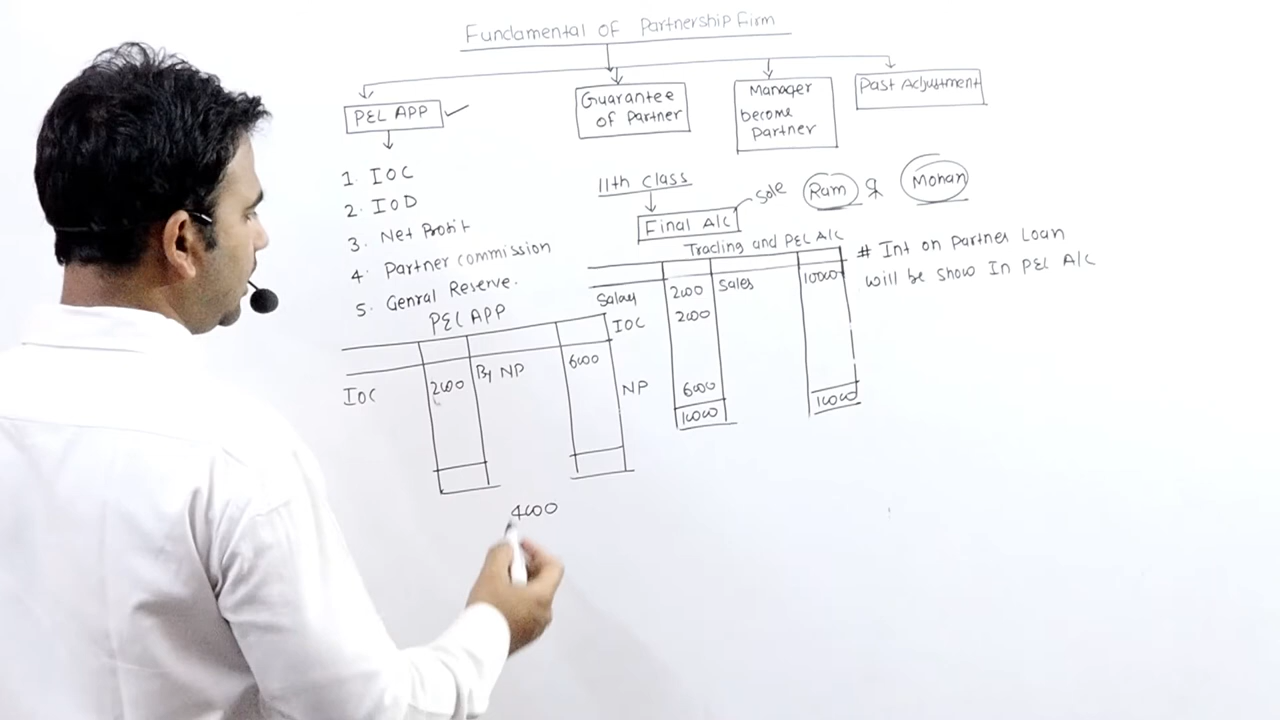 Fundamental of Partnership Firm
P&L APP
Guarantee of Partner
Manager become Partner
Past Adjustment
1. IOC
2. IOD
3. Net Profit
4. Partner commission
5. Genral Reserve.
11th class
Final A/c
Sole
Ram & Mohan
Trading and P&L A/C
Salary 2000 Sales 10000
IOC 2000
NP 6000
10000 10000
# Int on Partner Loan
will be show In P&L A/C
P&L APP
IOC 2000 By NP 6000
4000